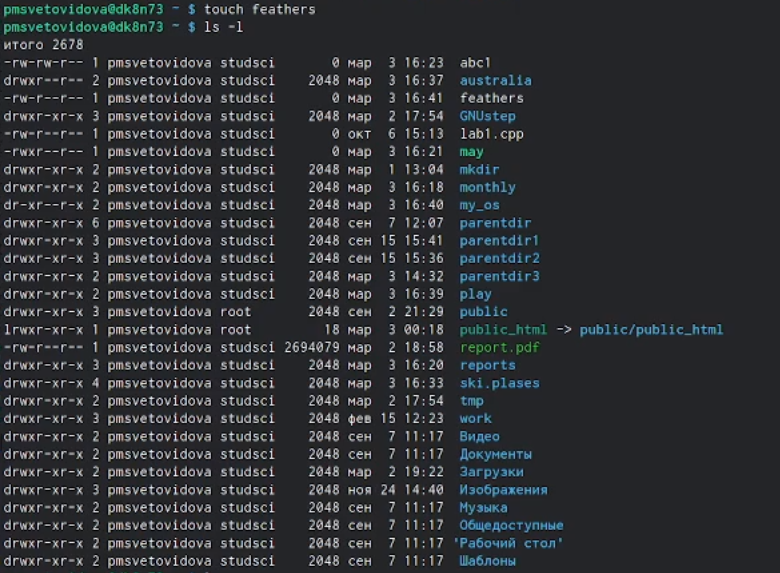 pmsvetovidova@dk8n73 ~ $ touch feathers
pmsvetovidova@dk8n73 ~ $ ls -l
итого 2678
-rw-rw-r-- 1 pmsvetovidova studsci       0 мар  3 16:23  abc1
drwxr--r-- 2 pmsvetovidova studsci    2048 мар  3 16:37  australia
-rw-r--r-- 1 pmsvetovidova studsci       0 мар  3 16:41  feathers
drwxr-xr-x 3 pmsvetovidova studsci    2048 мар  2 17:54  GNUstep
-rw-r--r-- 1 pmsvetovidova studsci       0 окт  6 15:13  lab1.cpp
-rwxr--r-- 1 pmsvetovidova studsci       0 мар  3 16:21  may
drwxr-xr-x 2 pmsvetovidova studsci    2048 мар  1 13:04  mkdir
drwxr-xr-x 2 pmsvetovidova studsci    2048 мар  3 16:18  monthly
dr-xr--r-- 2 pmsvetovidova studsci    2048 мар  3 16:40  my_os
drwxr-xr-x 6 pmsvetovidova studsci    2048 сен  7 12:07  parentdir
drwxr-xr-x 3 pmsvetovidova studsci    2048 сен 15 15:41  parentdir1
drwxr-xr-x 3 pmsvetovidova studsci    2048 сен 15 15:36  parentdir2
drwxr-xr-x 3 pmsvetovidova studsci    2048 мар  3 14:32  parentdir3
drwx--x--x 2 pmsvetovidova studsci    2048 мар  3 16:39  play
drwxr-xr-x 3 pmsvetovidova root       2048 сен  2 21:29  public
lrwxr-xr-x 1 pmsvetovidova root         18 мар  3 00:18  public_html -> public/public_html
-rw-r--r-- 1 pmsvetovidova studsci 2694079 мар  2 18:58  report.pdf
drwxr-xr-x 3 pmsvetovidova studsci    2048 мар  3 16:20  reports
drwxr-xr-x 4 pmsvetovidova studsci    2048 мар  3 16:33  ski.plases
drwxr-xr-x 2 pmsvetovidova studsci    2048 мар  2 17:54  tmp
drwxr-xr-x 3 pmsvetovidova studsci    2048 фев 15 12:23  work
drwxr-xr-x 2 pmsvetovidova studsci    2048 сен  7 11:17  Видео
drwxr-xr-x 2 pmsvetovidova studsci    2048 сен  7 11:17  Документы
drwxr-xr-x 2 pmsvetovidova studsci    2048 мар  2 19:22  Загрузки
drwxr-xr-x 3 pmsvetovidova studsci    2048 ноя 24 14:40  Изображения
drwxr-xr-x 2 pmsvetovidova studsci    2048 сен  7 11:17  Музыка
drwxr-xr-x 2 pmsvetovidova studsci    2048 сен  7 11:17  Общедоступные
drwxr-xr-x 2 pmsvetovidova studsci    2048 сен  7 11:17 'Рабочий стол'
drwxr-xr-x 2 pmsvetovidova studsci    2048 сен  7 11:17  Шаблоны